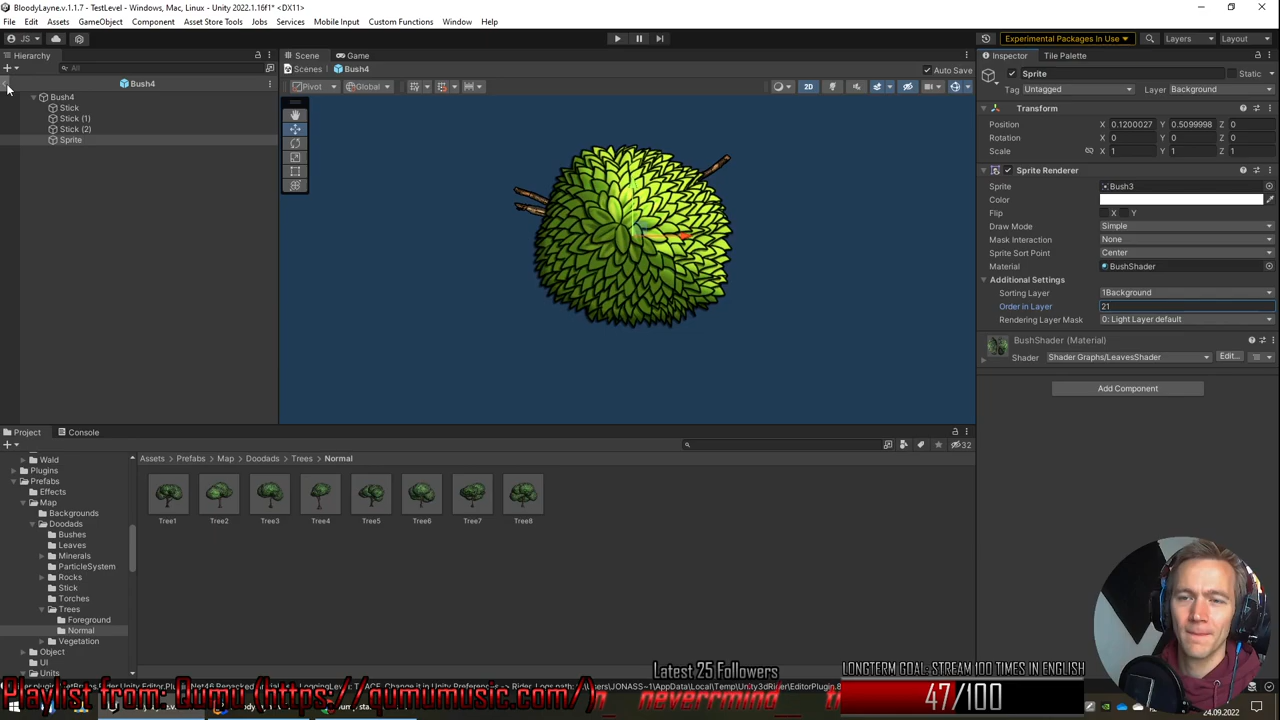 BloodyLayne.v.1.1.7 - TestLevel - Windows, Mac, Linux - Unity 2022.1.16f1* <DX11>
File Edit Assets GameObject Component Asset Store Tools Jobs Services Mobile Input Custom Functions Window Help
JS Experimental Packages In Use Layers Layout
Hierarchy
All
Bush4
Bush4
Stick
Stick (1)
Stick (2)
Sprite
Scene Game
Scenes Bush4 Auto Save
Pivot Global 2D
Inspector Tile Palette
Sprite Static
Tag Untagged Layer Background
Transform
Position X 0.1200027 Y 0.5099998 Z 0
Rotation X 0 Y 0 Z 0
Scale X 1 Y 1 Z 1
Sprite Renderer
Sprite Bush3
Color
Flip X Y
Draw Mode Simple
Mask Interaction None
Sprite Sort Point Center
Material BushShader
Additional Settings
Sorting Layer 1Background
Order in Layer 21
Rendering Layer Mask 0: Light Layer default
BushShader (Material)
Shader Shader Graphs/LeavesShader Edit...
Add Component
Project Console
32
Wald
Plugins
Prefabs
Effects
Map
Backgrounds
Doodads
Bushes
Leaves
Minerals
ParticleSystem
Rocks
Stick
Torches
Trees
Foreground
Normal
Vegetation
Object
UI
Units
Assets Prefabs Map Doodads Trees Normal
Tree1 Tree2 Tree3 Tree4 Tree5 Tree6 Tree7 Tree8
Latest 25 Followers
neverrming
LONGTERM GOAL: STREAM 100 TIMES IN ENGLISH
47/100
Playlist from: Qumu(https://qumumusic.com/)
24.09.2022